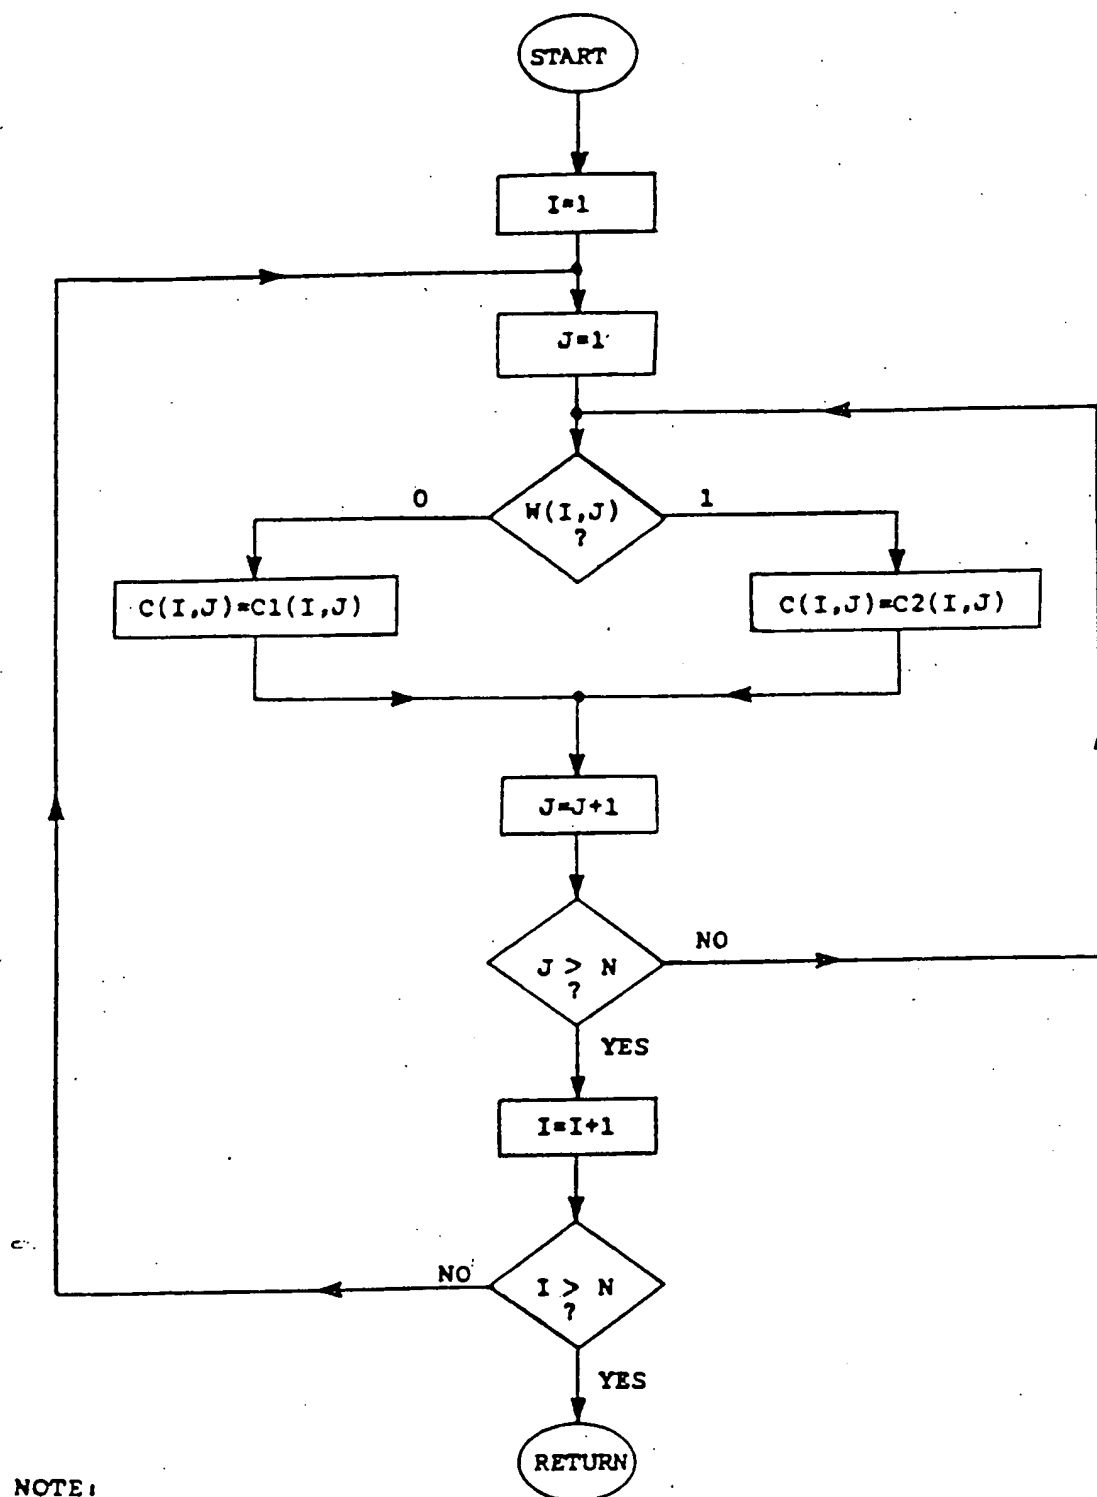 START
I=1
J=1
0
W(I,J)
?
1
C(I,J)=C1(I,J)
C(I,J)=C2(I,J)
J=J+1
J > N
?
NO
YES
I=I+1
NO
I > N
?
YES
RETURN
NOTE: